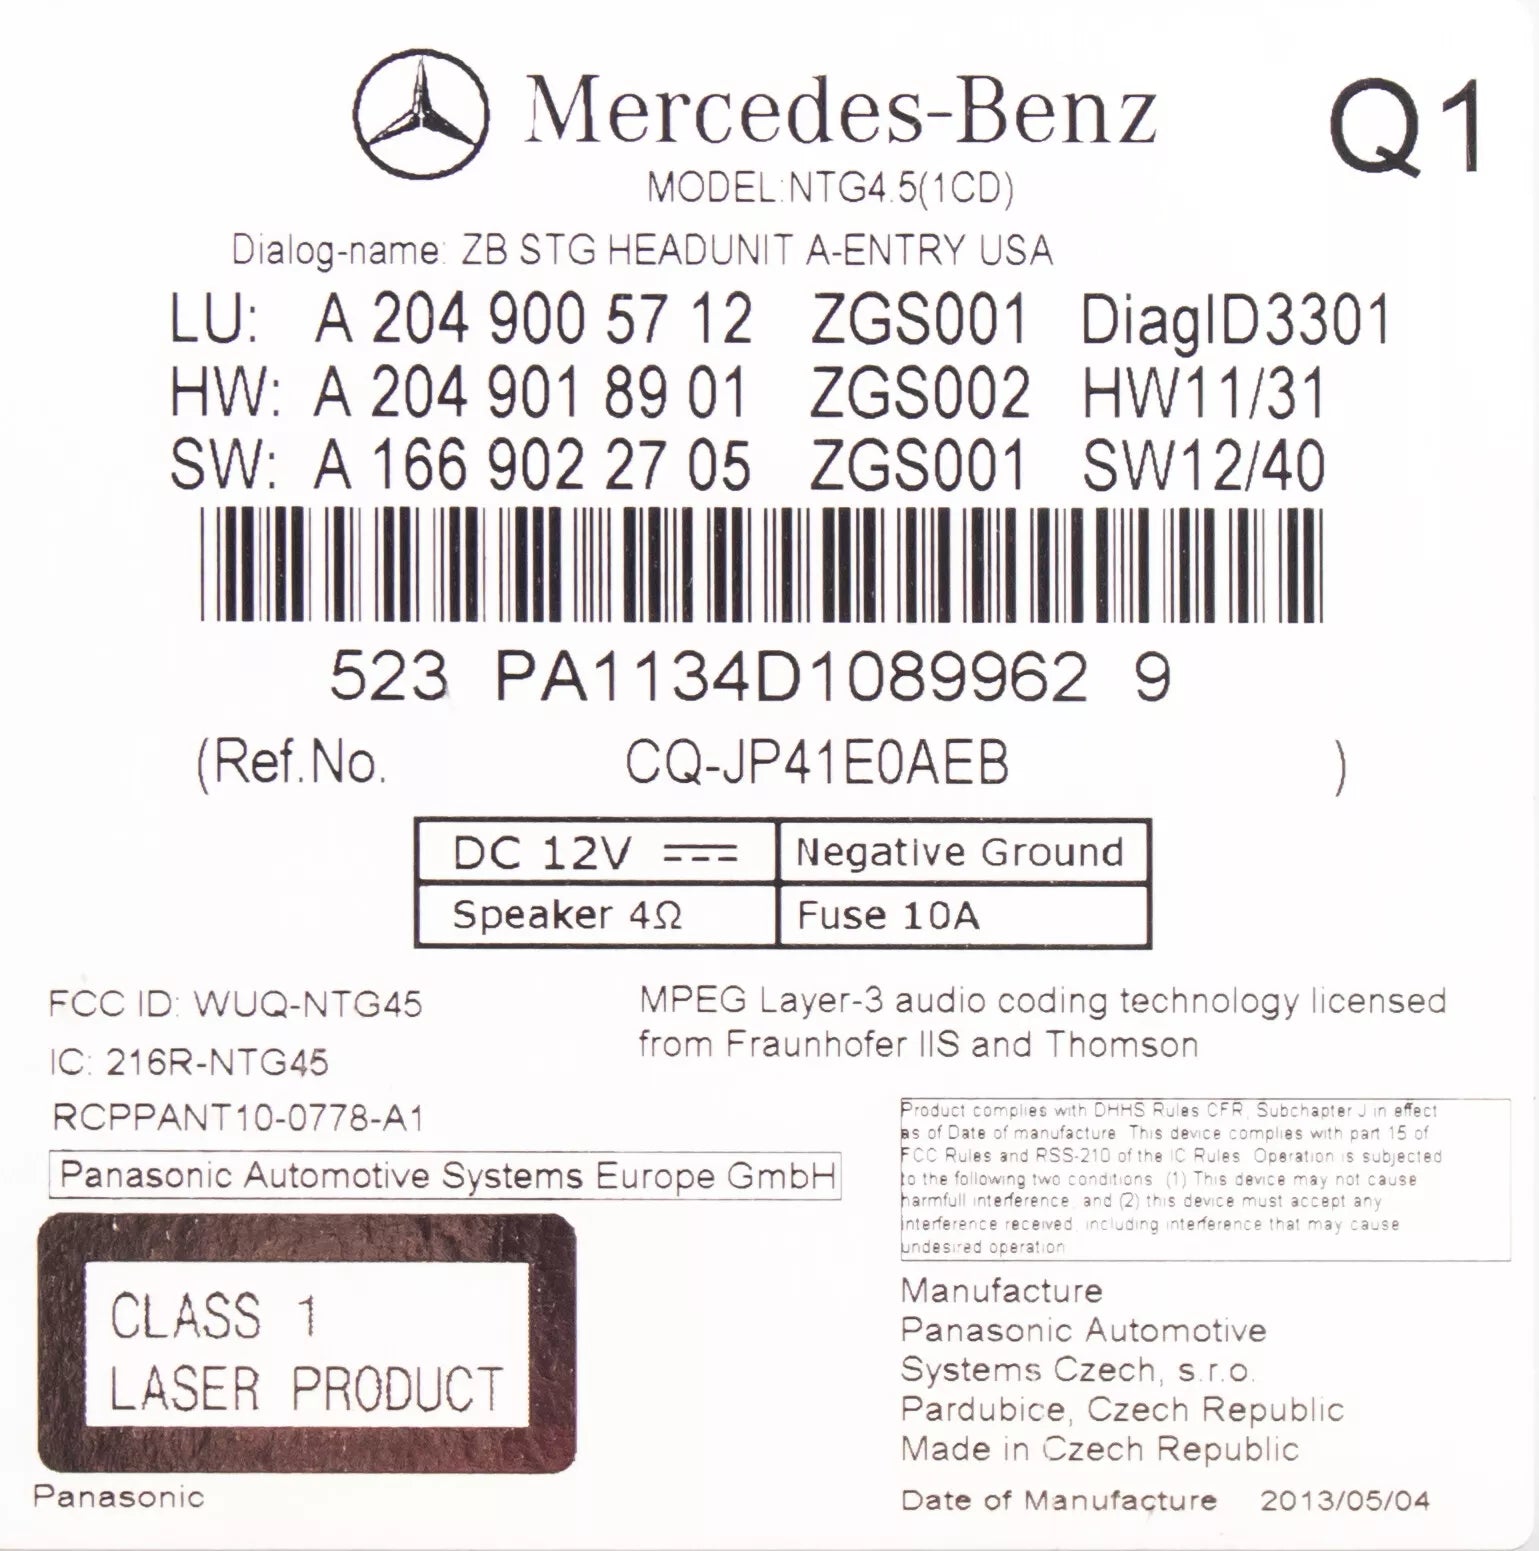 Mercedes-Benz
Q1
MODEL:NTG4.5(1CD)
Dialog-name: ZB STG HEADUNIT A-ENTRY USA
LU: A 204 900 57 12 ZGS001 DiagID3301
HW: A 204 901 89 01 ZGS002 HW11/31
SW: A 166 902 27 05 ZGS001 SW12/40
523 PA1134D1089962 9
(Ref.No. CQ-JP41E0AEB )
DC 12V ⎓ Negative Ground
Speaker 4Ω Fuse 10A
FCC ID: WUQ-NTG45
IC: 216R-NTG45
RCPPANT10-0778-A1
Panasonic Automotive Systems Europe GmbH
MPEG Layer-3 audio coding technology licensed
from Fraunhofer IIS and Thomson
Product complies with DHHS Rules CFR, Subchapter J in effect
as of Date of manufacture. This device complies with part 15 of
FCC Rules and RSS-210 of the IC Rules. Operation is subjected
to the following two conditions. (1) This device may not cause
harmfull interference, and (2) this device must accept any
interference received, including interference that may cause
undesired operation
CLASS 1
LASER PRODUCT
Panasonic
Manufacture
Panasonic Automotive
Systems Czech, s.r.o.
Pardubice, Czech Republic
Made in Czech Republic
Date of Manufacture 2013/05/04